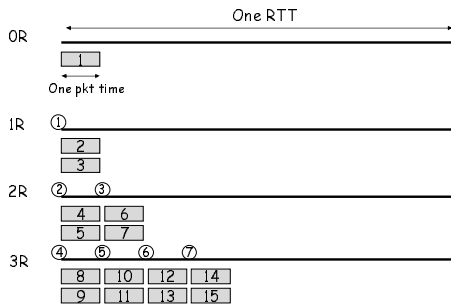 One RTT
0R
1
One pkt time
1R
①
2
3
2R
② ③
4 6
5 7
3R
④ ⑤ ⑥ ⑦
8 10 12 14
9 11 13 15